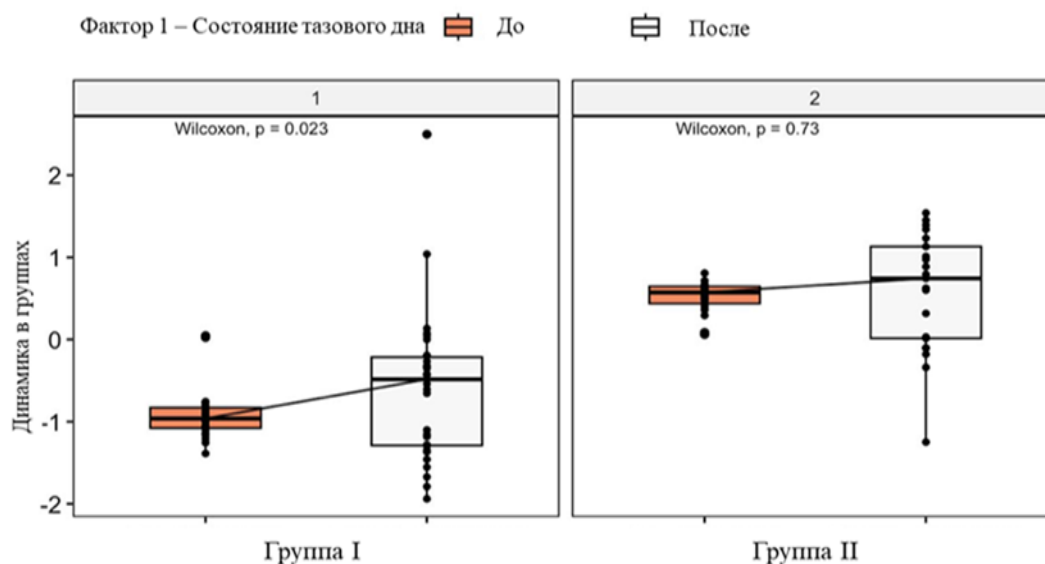 Фактор 1 – Состояние тазового дна До После
1 2
Wilcoxon, p = 0.023 Wilcoxon, p = 0.73
2
1
0
-1
-2
Динамика в группах
Группа I Группа II